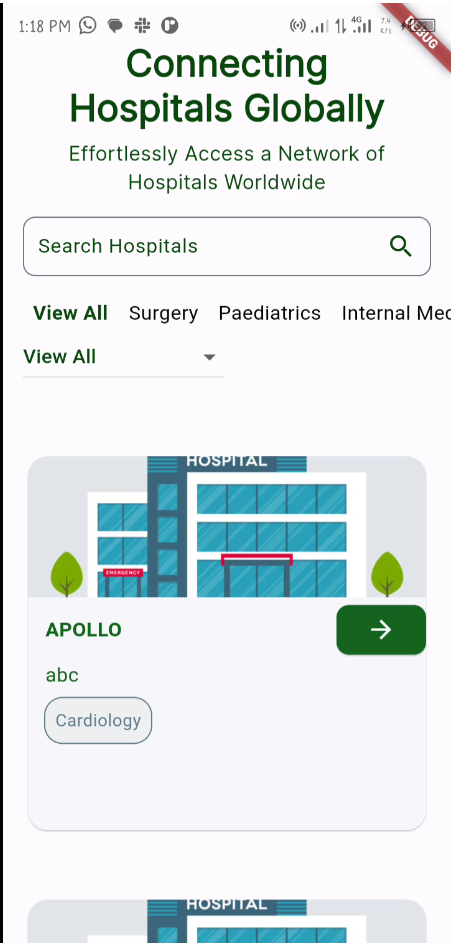 1:18 PM 4G 7.4 K/s
DEBUG
Connecting
Hospitals Globally
Effortlessly Access a Network of
Hospitals Worldwide
Search Hospitals
View All Surgery Paediatrics Internal Med
View All
HOSPITAL
EMERGENCY
APOLLO
abc
Cardiology
HOSPITAL